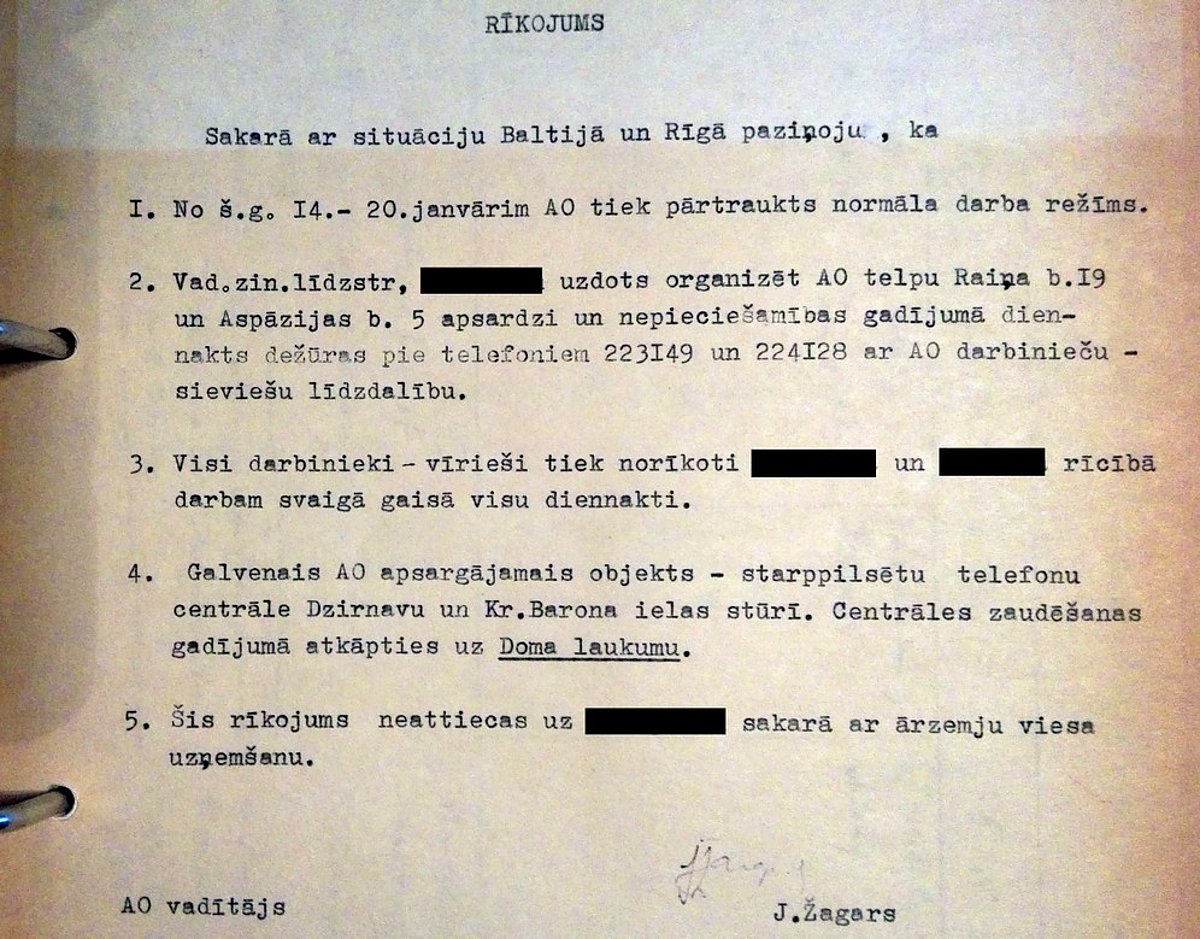 RĪKOJUMS
Sakarā ar situāciju Baltijā un Rīgā paziņoju , ka
I. No š.g. I4.- 20.janvārim AO tiek pārtraukts normāla darba režīms.
2. Vad.zin.līdzstr, uzdots organizēt AO telpu Raiņa b.I9
un Aspāzijas b. 5 apsardzi un nepieciešamības gadījumā dien-
nakts dežūras pie telefoniem 223I49 un 224I28 ar AO darbinieču -
sieviešu līdzdalību.
3. Visi darbinieki - vīrieši tiek norīkoti un rīcībā
darbam svaigā gaisā visu diennakti.
4. Galvenais AO apsargājamais objekts - starppilsētu telefonu
centrāle Dzirnavu un Kr.Barona ielas stūrī. Centrāles zaudēšanas
gadījumā atkāpties uz Doma laukumu.
5. Šis rīkojums neattiecas uz sakarā ar ārzemju viesa
uzņemšanu.
AO vadītājs J.Žagars